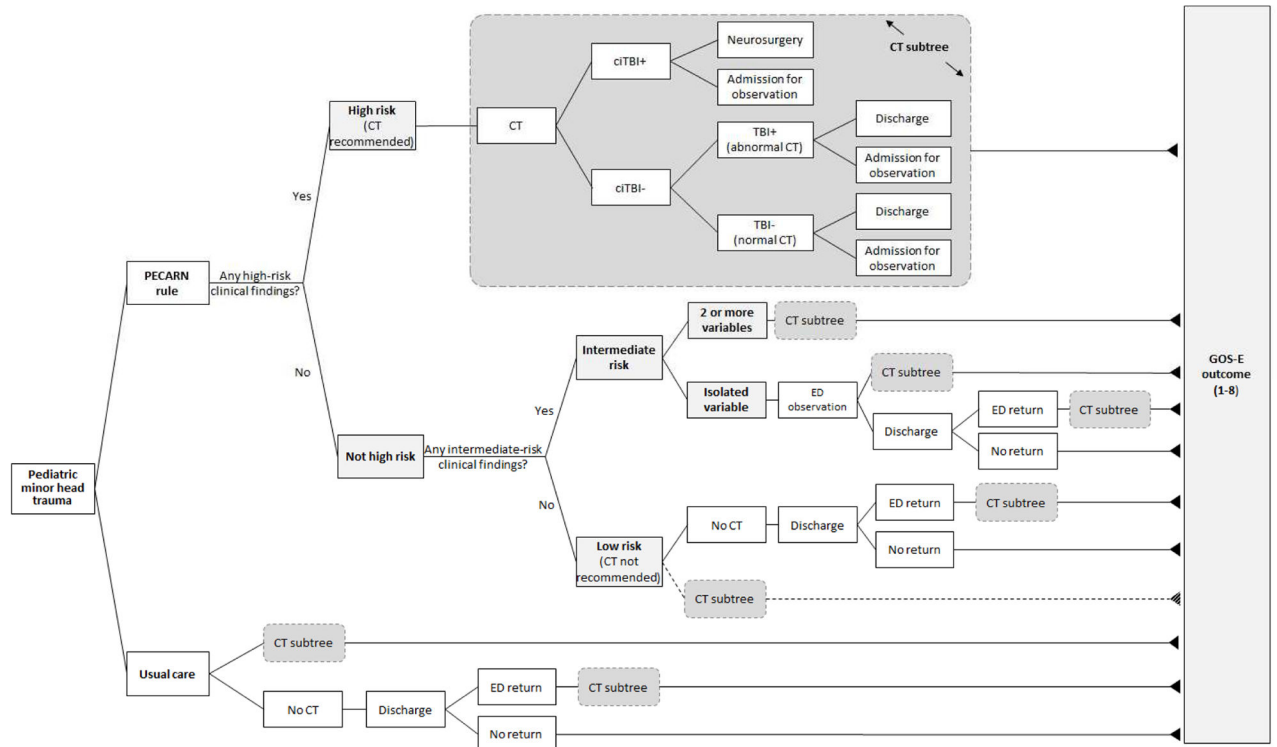 Neurosurgery
CT subtree
ciTBI+
Admission for
observation
High risk
(CT
recommended)
CT
TBI+
(abnormal CT)
Discharge
Admission for
observation
ciTBI-
Yes
TBI-
(normal CT)
Discharge
Admission for
observation
PECARN
rule
Any high-risk
clinical findings?
No
2 or more
variables
CT subtree
Intermediate
risk
GOS-E
outcome
(1-8)
CT subtree
Isolated
variable
ED
observation
Yes
ED return
CT subtree
Discharge
No return
Not high risk
Any intermediate-risk
clinical findings?
Pediatric
minor head
trauma
No
ED return
CT subtree
No CT
Discharge
No return
Low risk
(CT not
recommended)
CT subtree
CT subtree
Usual care
ED return
CT subtree
No CT
Discharge
No return